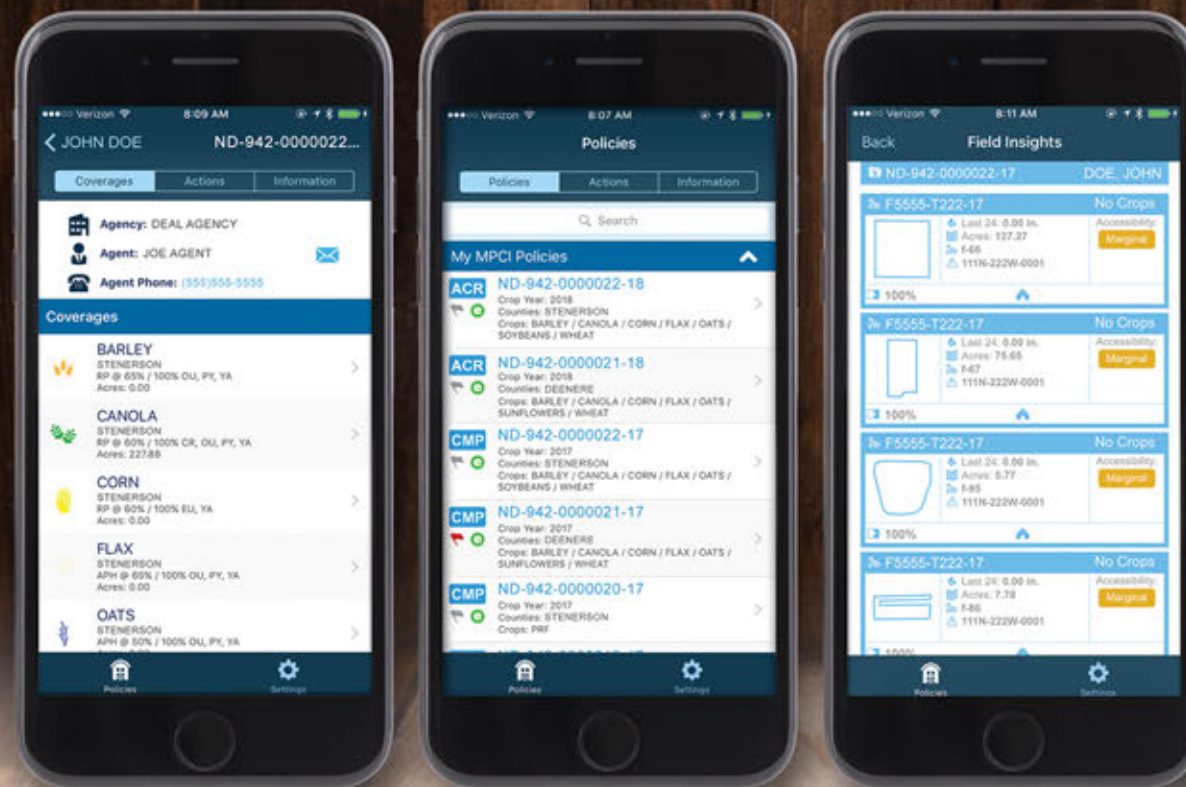 Verizon 8:09 AM
JOHN DOE ND-942-0000022...
Coverages Actions Information
Agency: DEAL AGENCY
Agent: JOE AGENT
Agent Phone: (555)555-5555
Coverages
BARLEY
STENERSON
RP @ 65% / 100% OU, PY, YA
Acres: 0.00
CANOLA
STENERSON
RP @ 60% / 100% CR, OU, PY, YA
Acres: 227.88
CORN
STENERSON
RP @ 60% / 100% EU, YA
Acres: 0.00
FLAX
STENERSON
APH @ 65% / 100% OU, PY, YA
Acres: 0.00
OATS
STENERSON
APH @ 50% / 100% OU, PY, YA
Policies Settings
Verizon 8:07 AM
Policies
Policies Actions Information
Search
My MPCI Policies
ACR ND-942-0000022-18
Crop Year: 2018
Counties: STENERSON
Crops: BARLEY / CANOLA / CORN / FLAX / OATS /
SOYBEANS / WHEAT
ACR ND-942-0000021-18
Crop Year: 2018
Counties: DEENERE
Crops: BARLEY / CANOLA / CORN / FLAX / OATS /
SUNFLOWERS / WHEAT
CMP ND-942-0000022-17
Crop Year: 2017
Counties: STENERSON
Crops: BARLEY / CANOLA / CORN / FLAX / OATS /
SOYBEANS / WHEAT
CMP ND-942-0000021-17
Crop Year: 2017
Counties: DEENERE
Crops: BARLEY / CANOLA / CORN / FLAX / OATS /
SUNFLOWERS / WHEAT
CMP ND-942-0000020-17
Crop Year: 2017
Counties: STENERSON
Crops: PRF
Policies Settings
Verizon 8:11 AM
Back Field Insights
ND-942-0000022-17 DOE, JOHN
F5555-T222-17 No Crops
Last 24: 0.00 in. Accessibility:
Acres: 127.27 Marginal
f-66
111N-222W-0001
100%
F5555-T222-17 No Crops
Last 24: 0.00 in. Accessibility:
Acres: 75.65 Marginal
f-67
111N-222W-0001
100%
F5555-T222-17 No Crops
Last 24: 0.00 in. Accessibility:
Acres: 5.77 Marginal
f-85
111N-222W-0001
100%
F5555-T222-17 No Crops
Last 24: 0.00 in. Accessibility:
Acres: 7.78 Marginal
f-86
111N-222W-0001
100%
Policies Settings